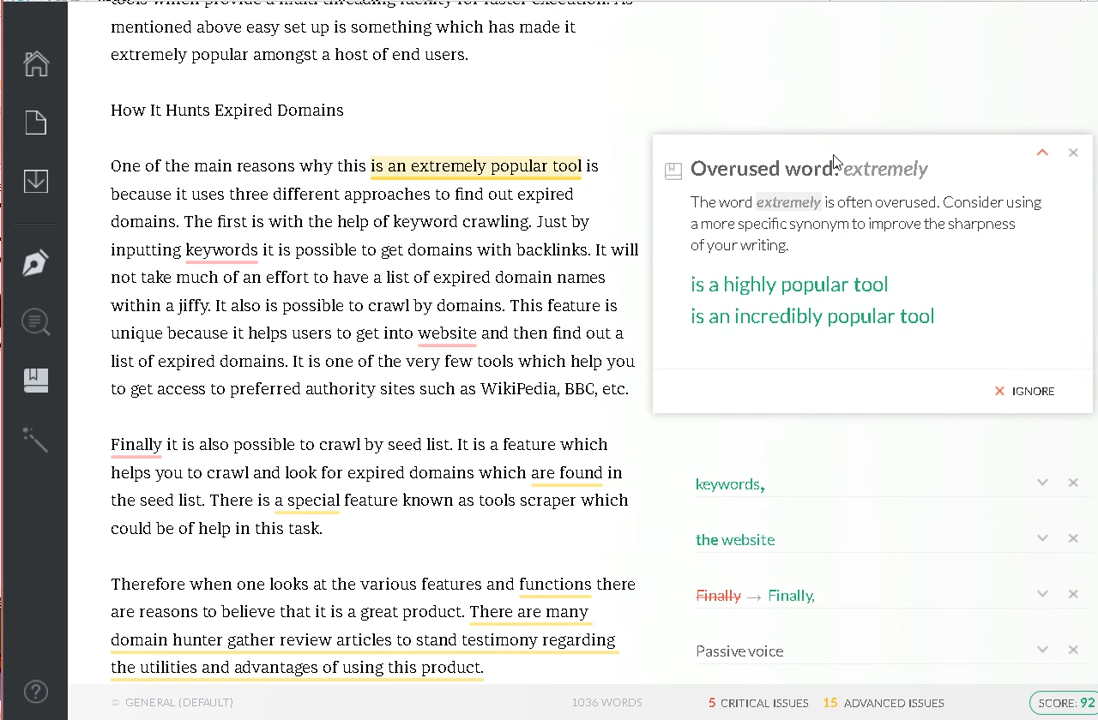 tools which provide a multi threading facility for faster execution. As
mentioned above easy set up is something which has made it
extremely popular amongst a host of end users.
How It Hunts Expired Domains
One of the main reasons why this is an extremely popular tool is
because it uses three different approaches to find out expired
domains. The first is with the help of keyword crawling. Just by
inputting keywords it is possible to get domains with backlinks. It will
not take much of an effort to have a list of expired domain names
within a jiffy. It also is possible to crawl by domains. This feature is
unique because it helps users to get into website and then find out a
list of expired domains. It is one of the very few tools which help you
to get access to preferred authority sites such as WikiPedia, BBC, etc.
Finally it is also possible to crawl by seed list. It is a feature which
helps you to crawl and look for expired domains which are found in
the seed list. There is a special feature known as tools scraper which
could be of help in this task.
Therefore when one looks at the various features and functions there
are reasons to believe that it is a great product. There are many
domain hunter gather review articles to stand testimony regarding
the utilities and advantages of using this product.
Overused word: extremely
The word extremely is often overused. Consider using
a more specific synonym to improve the sharpness
of your writing.
is a highly popular tool
is an incredibly popular tool
IGNORE
keywords,
the website
Finally → Finally,
Passive voice
GENERAL (DEFAULT)
1036 WORDS
5 CRITICAL ISSUES
15 ADVANCED ISSUES
SCORE: 92